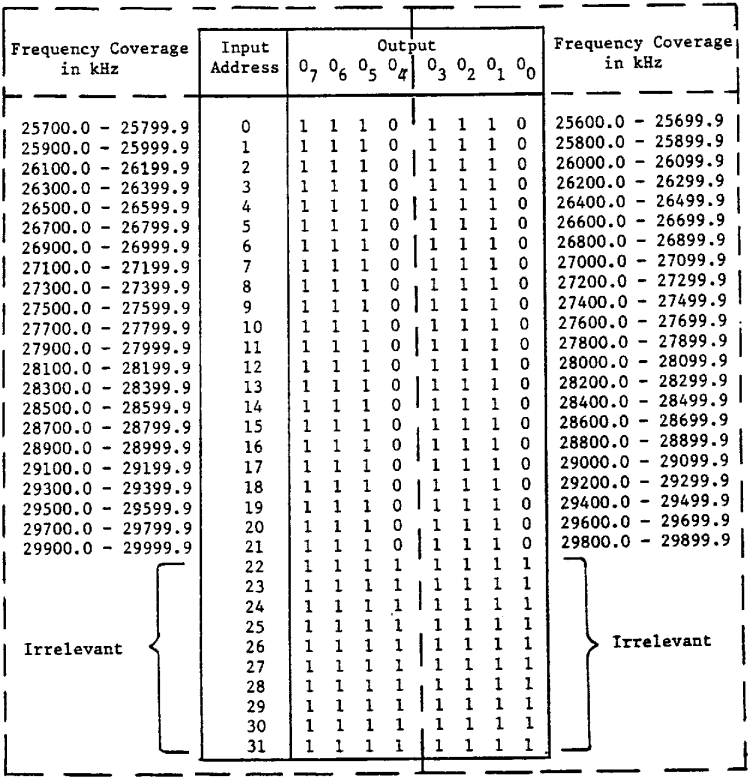 Frequency Coverage in kHz | Input Address | Output | Frequency Coverage in kHz
O7 O6 O5 O4 O3 O2 O1 O0
25700.0 - 25799.9 0 1 1 1 0 1 1 1 0 25600.0 - 25699.9
25900.0 - 25999.9 1 1 1 1 0 1 1 1 0 25800.0 - 25899.9
26100.0 - 26199.9 2 1 1 1 0 1 1 1 0 26000.0 - 26099.9
26300.0 - 26399.9 3 1 1 1 0 1 1 1 0 26200.0 - 26299.9
26500.0 - 26599.9 4 1 1 1 0 1 1 1 0 26400.0 - 26499.9
26700.0 - 26799.9 5 1 1 1 0 1 1 1 0 26600.0 - 26699.9
26900.0 - 26999.9 6 1 1 1 0 1 1 1 0 26800.0 - 26899.9
27100.0 - 27199.9 7 1 1 1 0 1 1 1 0 27000.0 - 27099.9
27300.0 - 27399.9 8 1 1 1 0 1 1 1 0 27200.0 - 27299.9
27500.0 - 27599.9 9 1 1 1 0 1 1 1 0 27400.0 - 27499.9
27700.0 - 27799.9 10 1 1 1 0 1 1 1 0 27600.0 - 27699.9
27900.0 - 27999.9 11 1 1 1 0 1 1 1 0 27800.0 - 27899.9
28100.0 - 28199.9 12 1 1 1 0 1 1 1 0 28000.0 - 28099.9
28300.0 - 28399.9 13 1 1 1 0 1 1 1 0 28200.0 - 28299.9
28500.0 - 28599.9 14 1 1 1 0 1 1 1 0 28400.0 - 28499.9
28700.0 - 28799.9 15 1 1 1 0 1 1 1 0 28600.0 - 28699.9
28900.0 - 28999.9 16 1 1 1 0 1 1 1 0 28800.0 - 28899.9
29100.0 - 29199.9 17 1 1 1 0 1 1 1 0 29000.0 - 29099.9
29300.0 - 29399.9 18 1 1 1 0 1 1 1 0 29200.0 - 29299.9
29500.0 - 29599.9 19 1 1 1 0 1 1 1 0 29400.0 - 29499.9
29700.0 - 29799.9 20 1 1 1 0 1 1 1 0 29600.0 - 29699.9
29900.0 - 29999.9 21 1 1 1 0 1 1 1 0 29800.0 - 29899.9
22 1 1 1 1 1 1 1 1
23 1 1 1 1 1 1 1 1
24 1 1 1 1 1 1 1 1
25 1 1 1 1 1 1 1 1
Irrelevant 26 1 1 1 1 1 1 1 1 Irrelevant
27 1 1 1 1 1 1 1 1
28 1 1 1 1 1 1 1 1
29 1 1 1 1 1 1 1 1
30 1 1 1 1 1 1 1 1
31 1 1 1 1 1 1 1 1